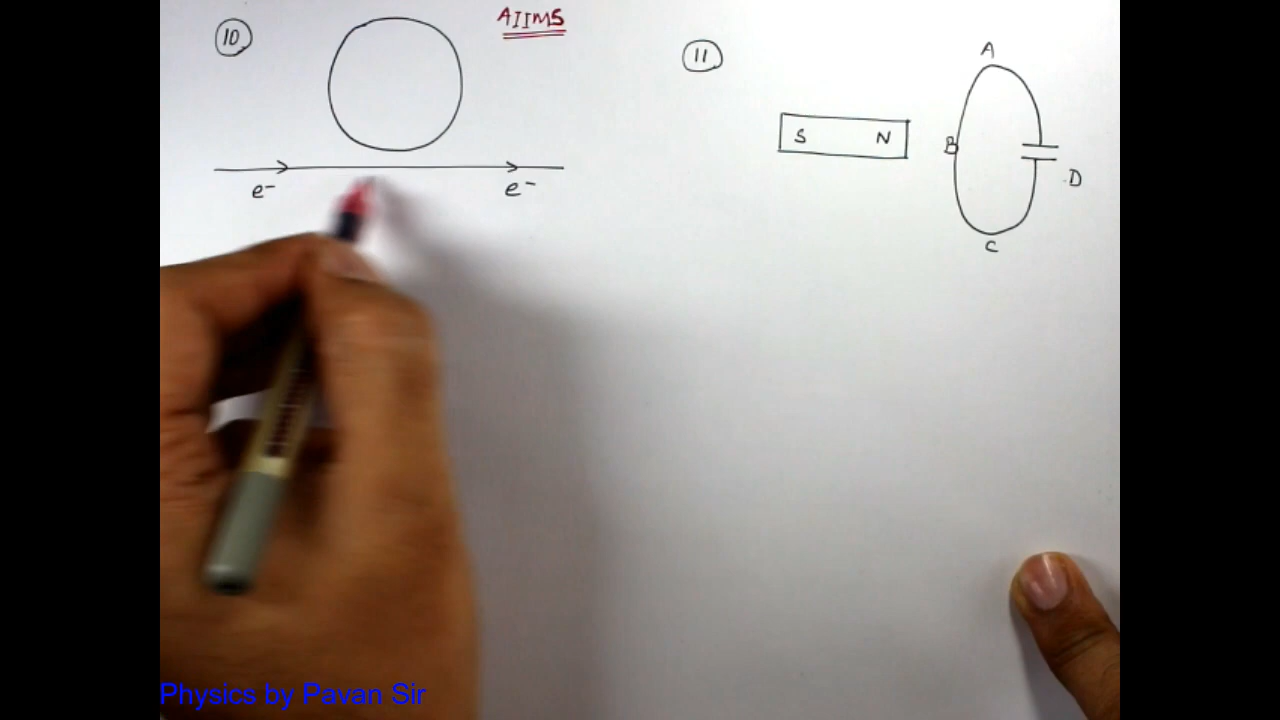 10
AIIMS
e⁻
e⁻
11
A
S N
B
D
C
Physics by Pavan Sir